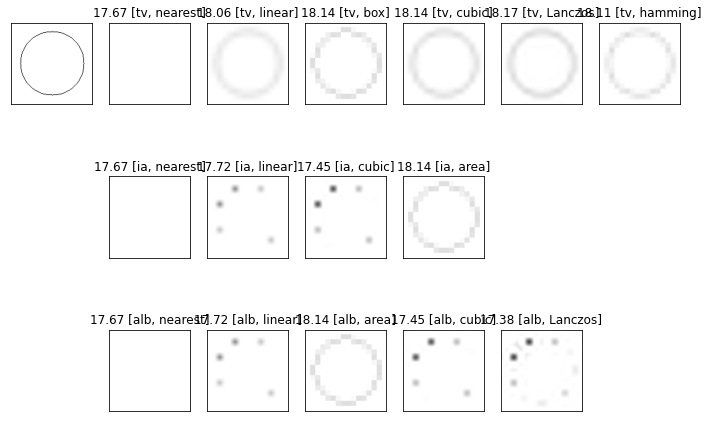 17.67 [tv, nearest] 18.06 [tv, linear] 18.14 [tv, box] 18.14 [tv, cubic] 18.17 [tv, Lanczos] 18.11 [tv, hamming]
17.67 [ia, nearest] 17.72 [ia, linear] 17.45 [ia, cubic] 18.14 [ia, area]
17.67 [alb, nearest] 17.72 [alb, linear] 18.14 [alb, area] 17.45 [alb, cubic] 17.38 [alb, Lanczos]